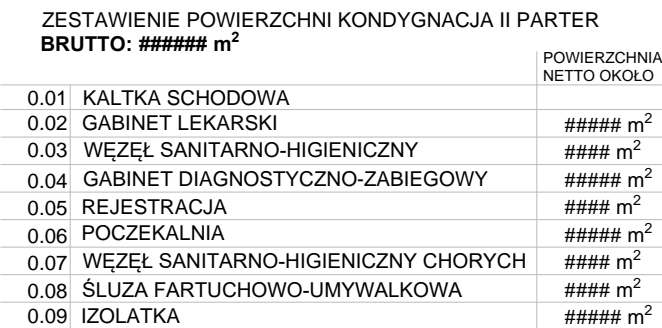 ZESTAWIENIE POWIERZCHNI KONDYGNACJA II PARTER
BRUTTO: ###### m²
POWIERZCHNIA
NETTO OKOŁO
0.01 KALTKA SCHODOWA
0.02 GABINET LEKARSKI ##### m²
0.03 WĘZĘŁ SANITARNO-HIGIENICZNY #### m²
0.04 GABINET DIAGNOSTYCZNO-ZABIEGOWY ##### m²
0.05 REJESTRACJA #### m²
0.06 POCZEKALNIA ##### m²
0.07 WĘZĘŁ SANITARNO-HIGIENICZNY CHORYCH #### m²
0.08 ŚLUZA FARTUCHOWO-UMYWALKOWA #### m²
0.09 IZOLATKA ##### m²